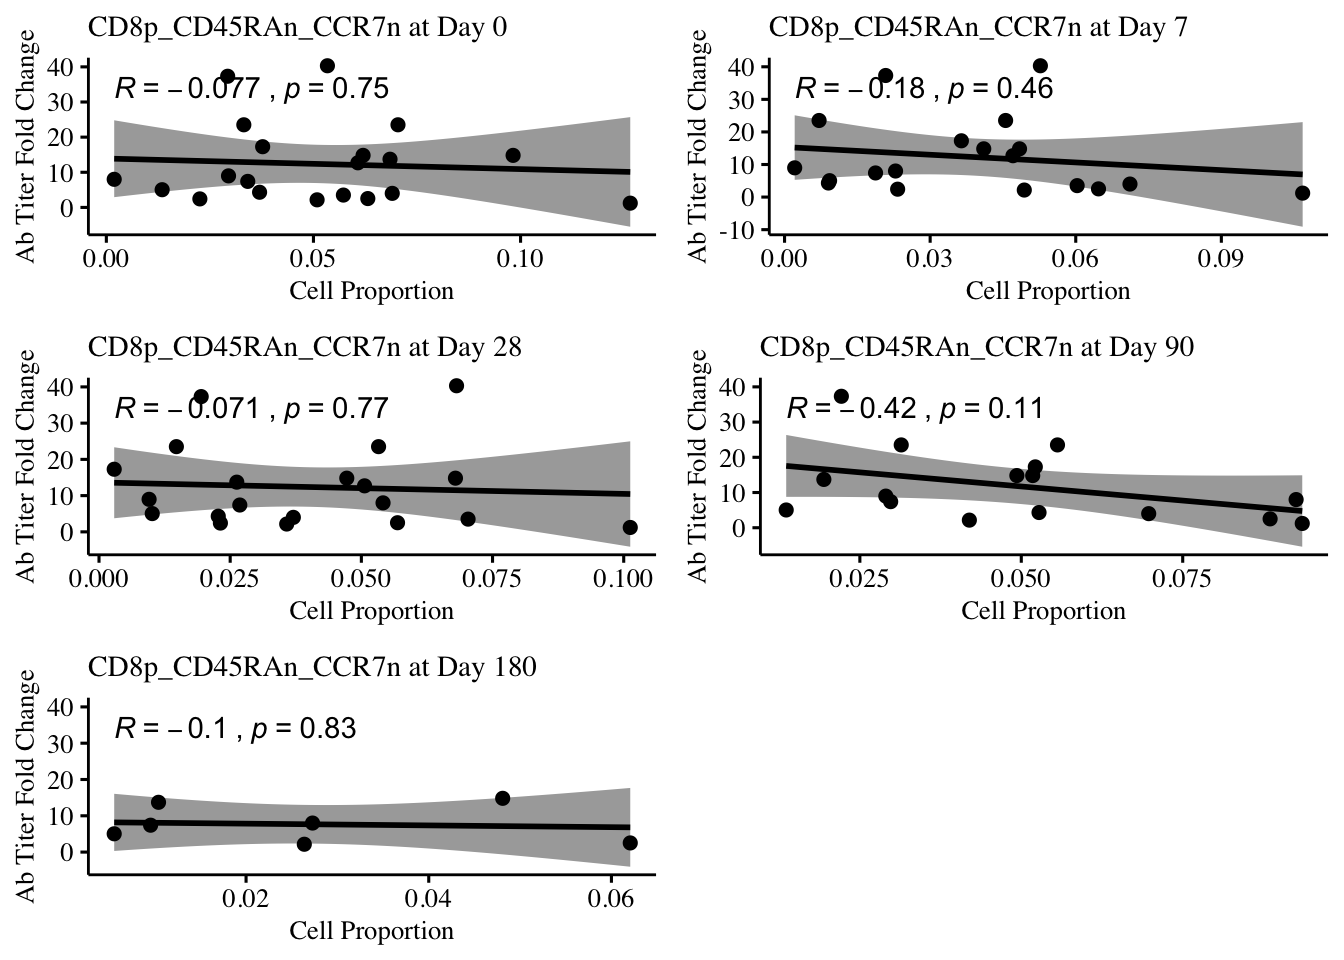 CD8p_CD45RAn_CCR7n at Day 0
Ab Titer Fold Change
40
30
20
10
0
R = −0.077 , p = 0.75
0.00
0.05
0.10
Cell Proportion
CD8p_CD45RAn_CCR7n at Day 7
Ab Titer Fold Change
40
30
20
10
0
-10
R = −0.18 , p = 0.46
0.00
0.03
0.06
0.09
Cell Proportion
CD8p_CD45RAn_CCR7n at Day 28
Ab Titer Fold Change
40
30
20
10
0
R = −0.071 , p = 0.77
0.000
0.025
0.050
0.075
0.100
Cell Proportion
CD8p_CD45RAn_CCR7n at Day 90
Ab Titer Fold Change
40
30
20
10
0
R = −0.42 , p = 0.11
0.025
0.050
0.075
Cell Proportion
CD8p_CD45RAn_CCR7n at Day 180
Ab Titer Fold Change
40
30
20
10
0
R = −0.1 , p = 0.83
0.02
0.04
0.06
Cell Proportion